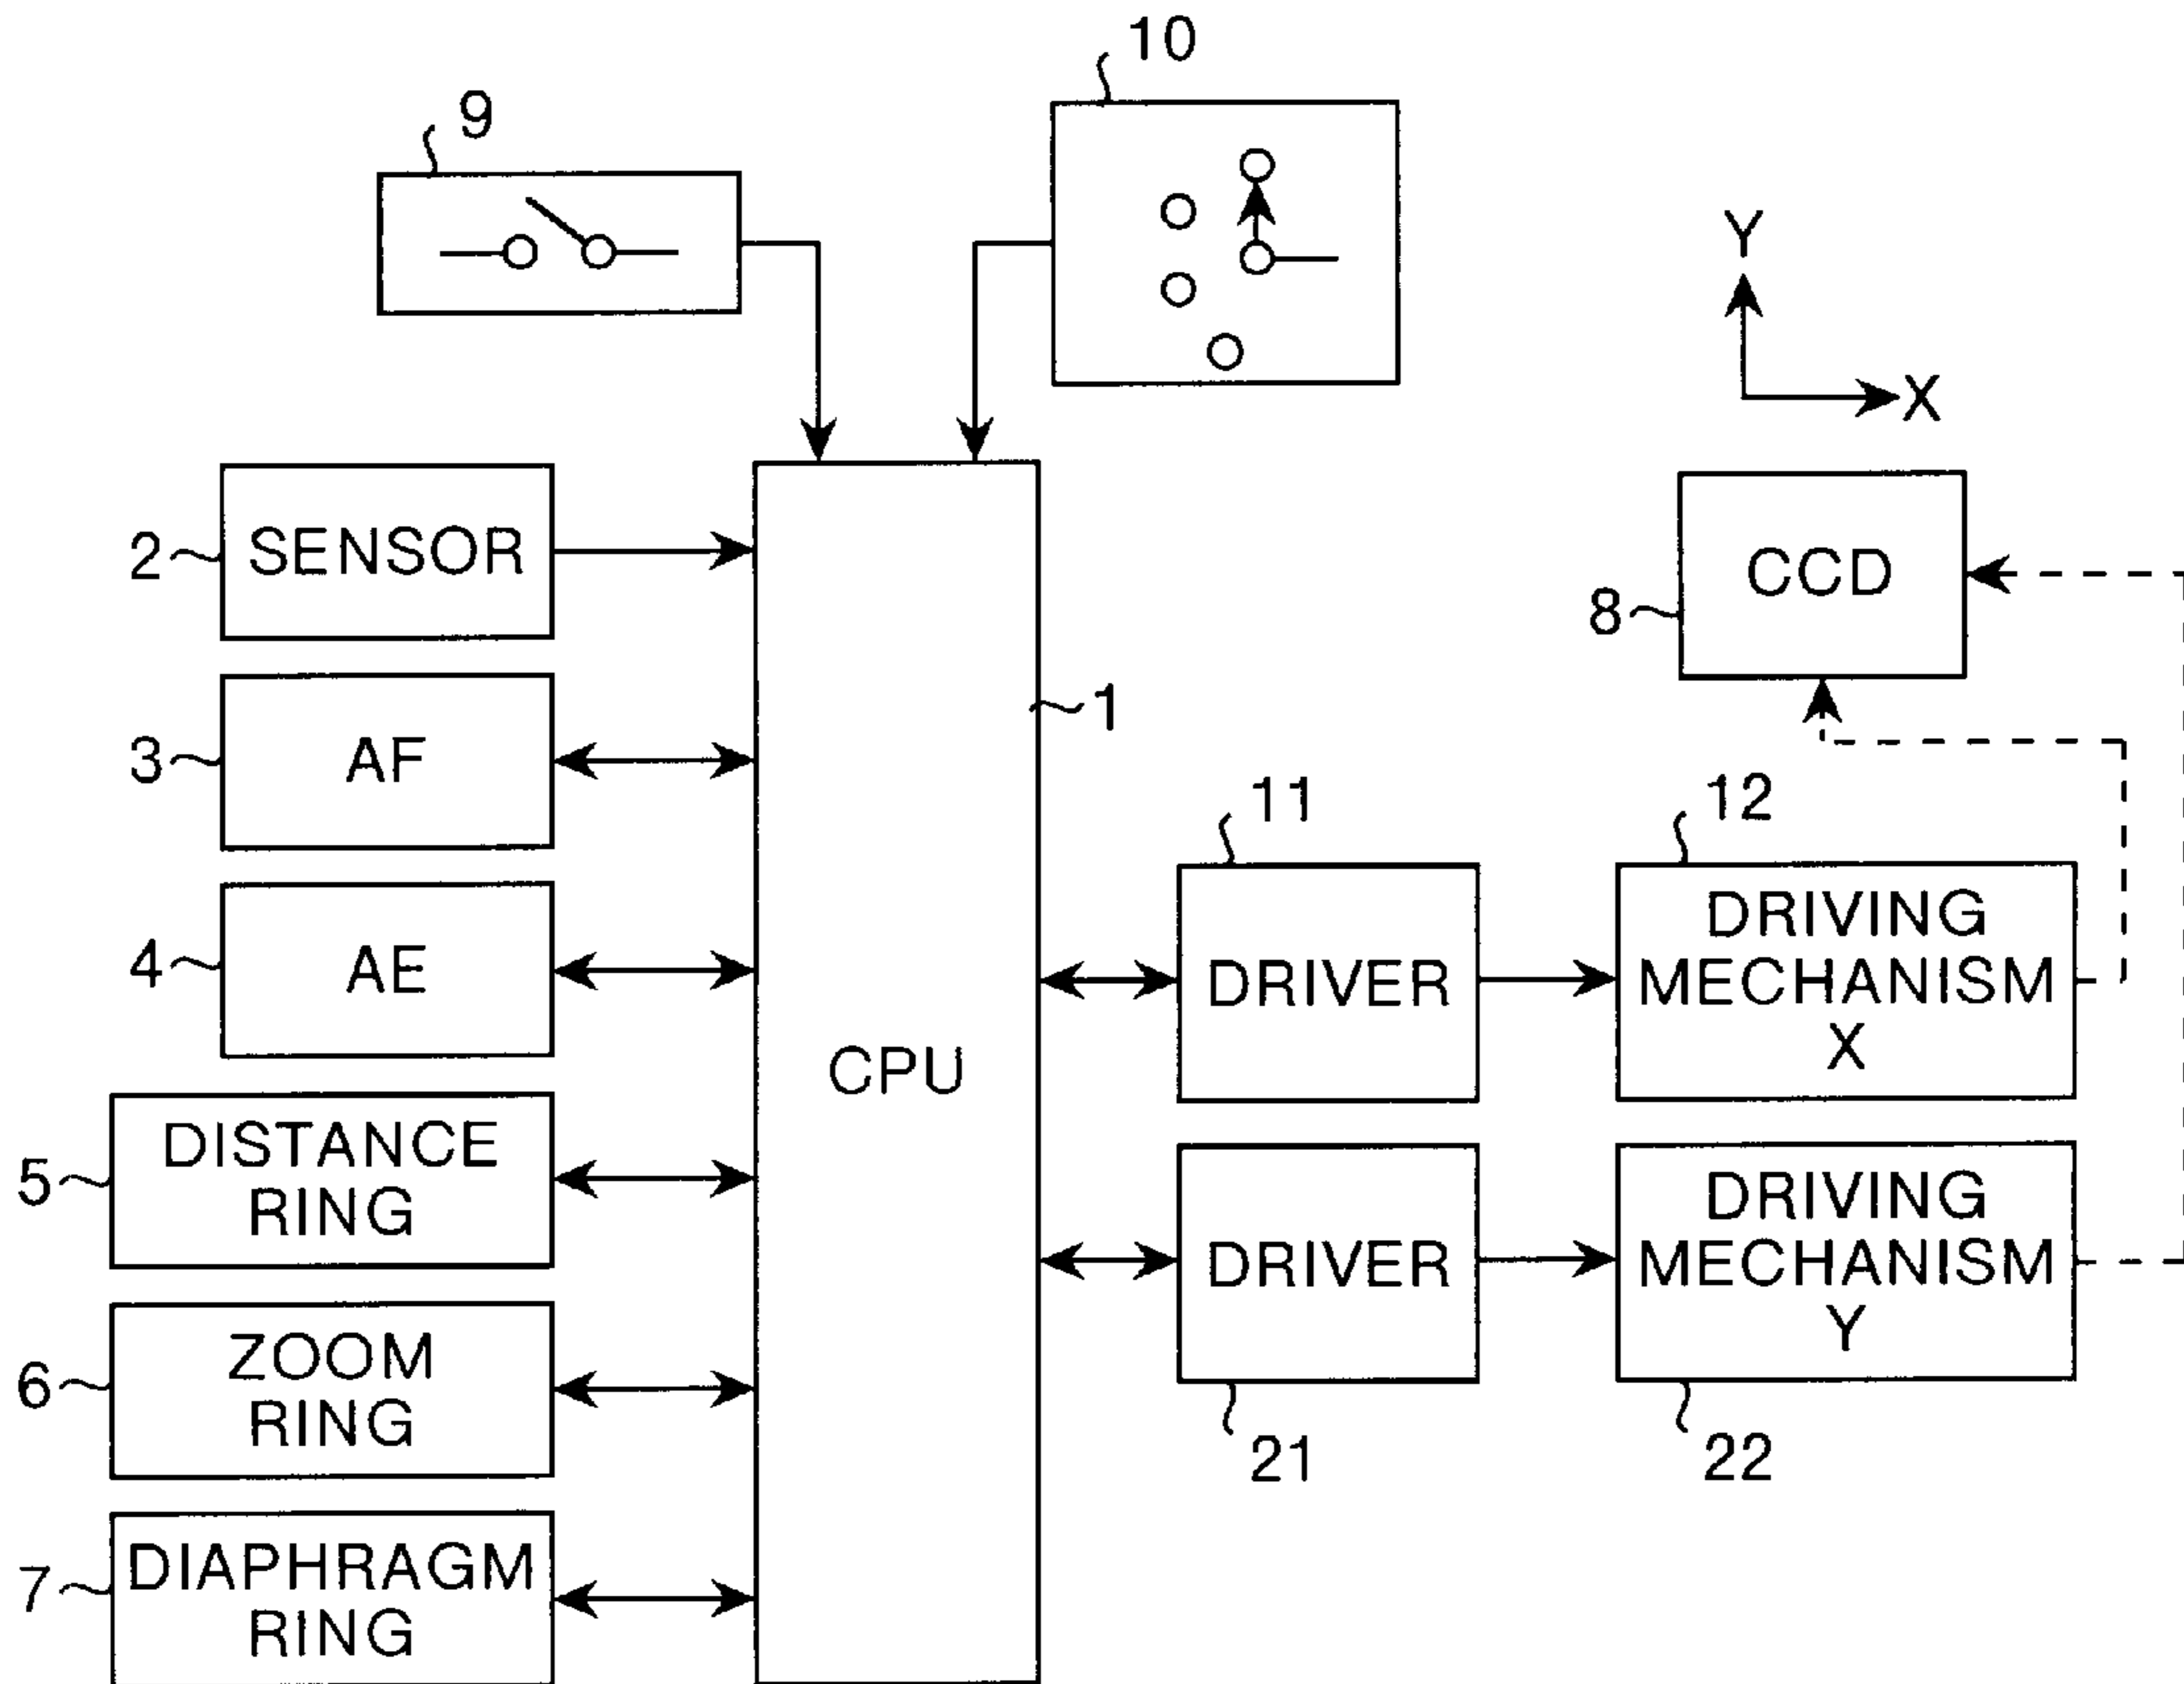 10
9
Y
X
2
SENSOR
CCD
8
3
AF
1
4
AE
11
12
DRIVER
DRIVING
MECHANISM
X
CPU
5
DISTANCE
RING
DRIVER
DRIVING
MECHANISM
Y
6
ZOOM
RING
21
22
7
DIAPHRAGM
RING